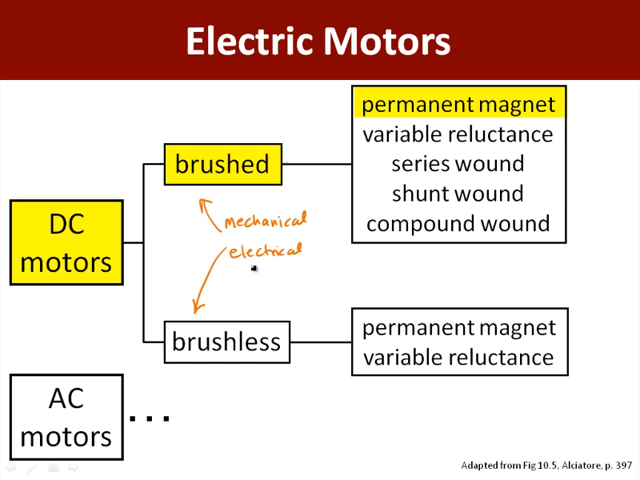 Electric Motors
permanent magnet
variable reluctance
series wound
shunt wound
compound wound
brushed
mechanical
electrical
DC
motors
brushless
permanent magnet
variable reluctance
AC
motors
...
Adapted from Fig 10.5, Alciatore, p. 397